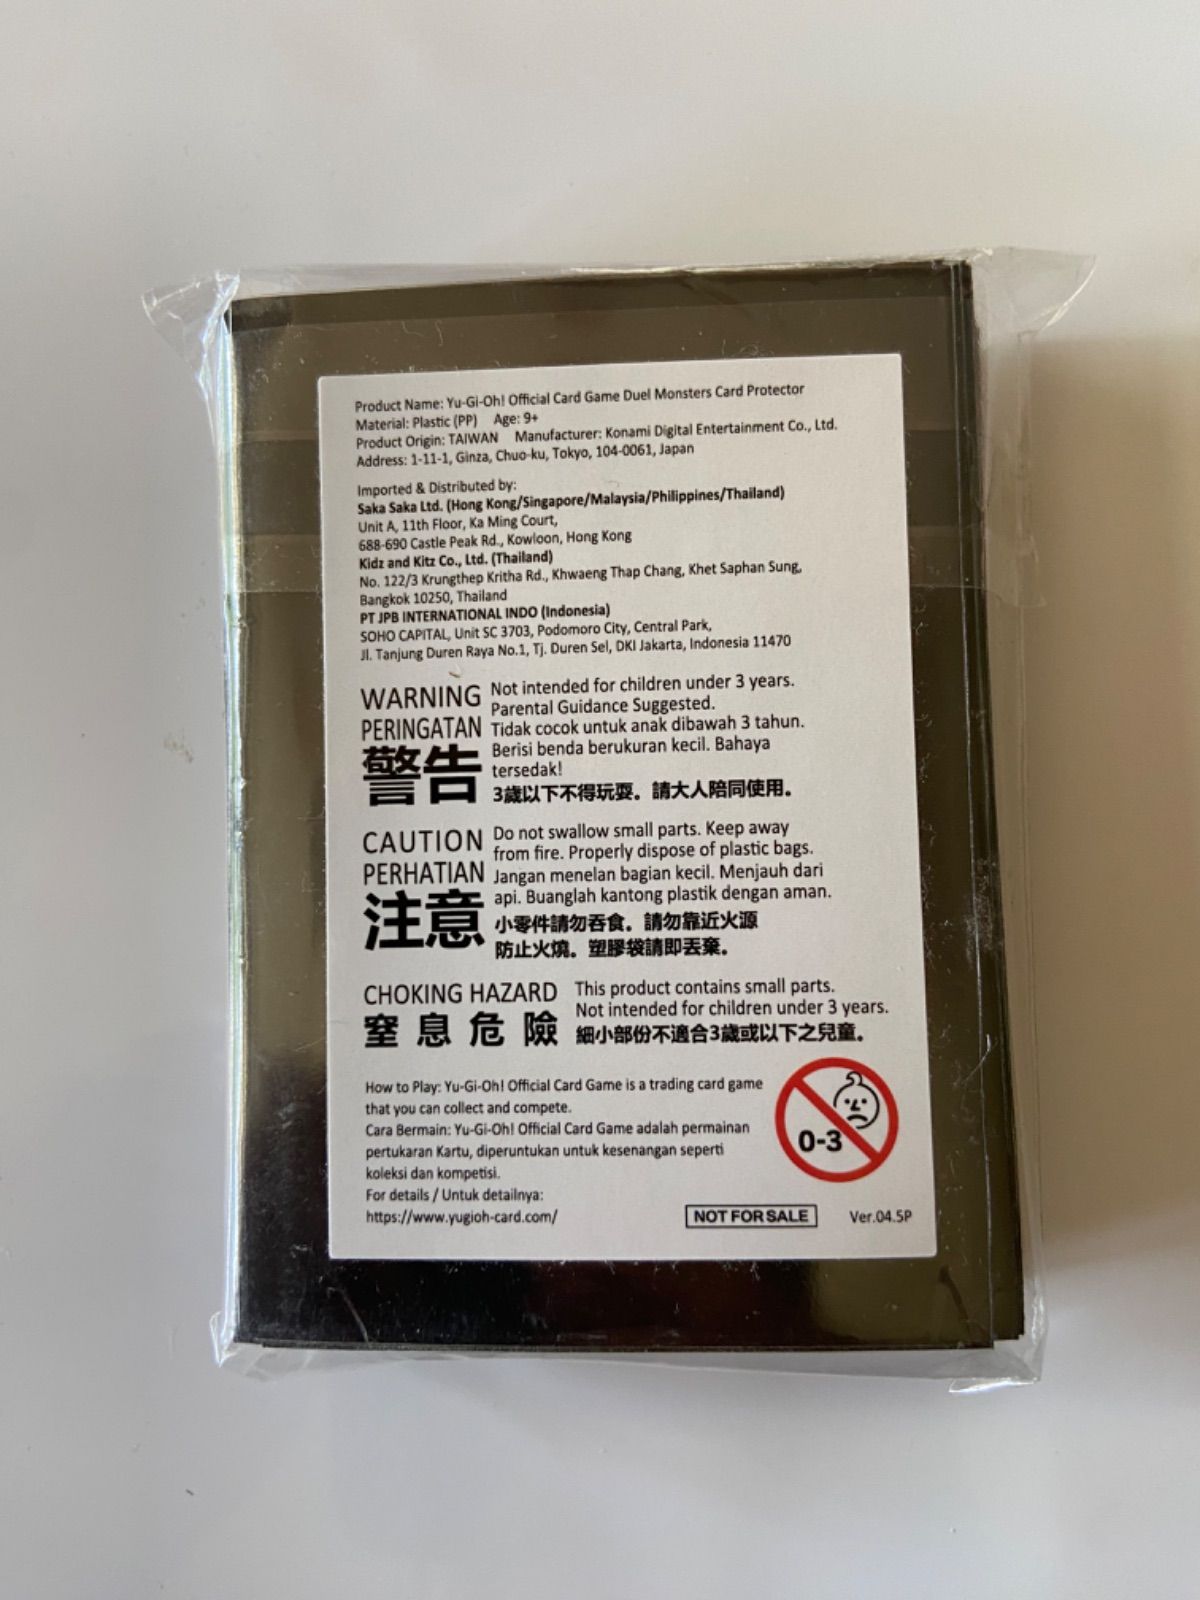 Product Name: Yu-Gi-Oh! Official Card Game Duel Monsters Card Protector
Material: Plastic (PP) Age: 9+
Product Origin: TAIWAN Manufacturer: Konami Digital Entertainment Co., Ltd.
Address: 1-11-1, Ginza, Chuo-ku, Tokyo, 104-0061, Japan
Imported & Distributed by:
Saka Saka Ltd. (Hong Kong/Singapore/Malaysia/Philippines/Thailand)
Unit A, 11th Floor, Ka Ming Court,
688-690 Castle Peak Rd., Kowloon, Hong Kong
Kidz and Kitz Co., Ltd. (Thailand)
No. 122/3 Krungthep Kritha Rd., Khwaeng Thap Chang, Khet Saphan Sung,
Bangkok 10250, Thailand
PT JPB INTERNATIONAL INDO (Indonesia)
SOHO CAPITAL, Unit SC 3703, Podomoro City, Central Park,
Jl. Tanjung Duren Raya No.1, Tj. Duren Sel, DKI Jakarta, Indonesia 11470
WARNING
PERINGATAN
警告
Not intended for children under 3 years.
Parental Guidance Suggested.
Tidak cocok untuk anak dibawah 3 tahun.
Berisi benda berukuran kecil. Bahaya
tersedak!
3歲以下不得玩耍。請大人陪同使用。
CAUTION
PERHATIAN
注意
Do not swallow small parts. Keep away
from fire. Properly dispose of plastic bags.
Jangan menelan bagian kecil. Menjauh dari
api. Buanglah kantong plastik dengan aman.
小零件請勿吞食。請勿靠近火源
防止火燒。塑膠袋請即丟棄。
CHOKING HAZARD
窒息危險
This product contains small parts.
Not intended for children under 3 years.
細小部份不適合3歲或以下之兒童。
How to Play: Yu-Gi-Oh! Official Card Game is a trading card game
that you can collect and compete.
Cara Bermain: Yu-Gi-Oh! Official Card Game adalah permainan
pertukaran Kartu, diperuntukan untuk kesenangan seperti
koleksi dan kompetisi.
For details / Untuk detailnya:
https://www.yugioh-card.com/
0-3
NOT FOR SALE
Ver.04.5P